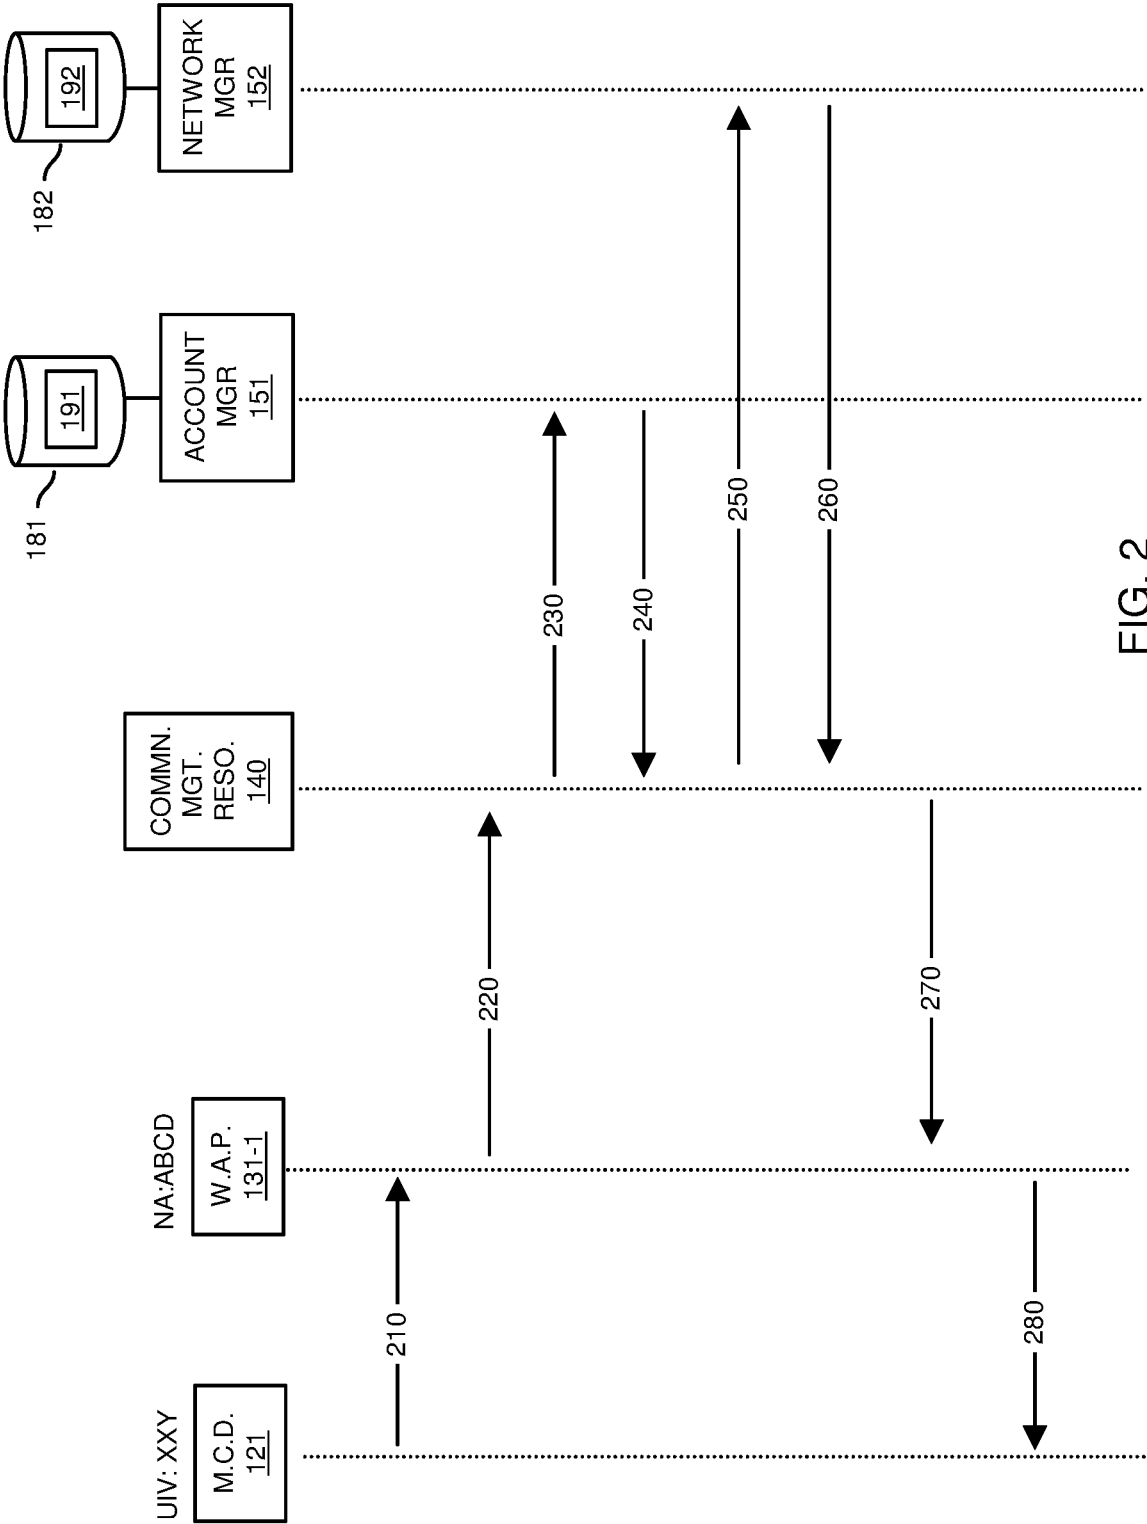 UIV: XXY
M.C.D.
121
NA:ABCD
W.A.P.
131-1
COMMN.
MGT.
RESO.
140
181
191
ACCOUNT
MGR
151
182
192
NETWORK
MGR
152
210
220
230
240
250
260
270
280
FIG. 2